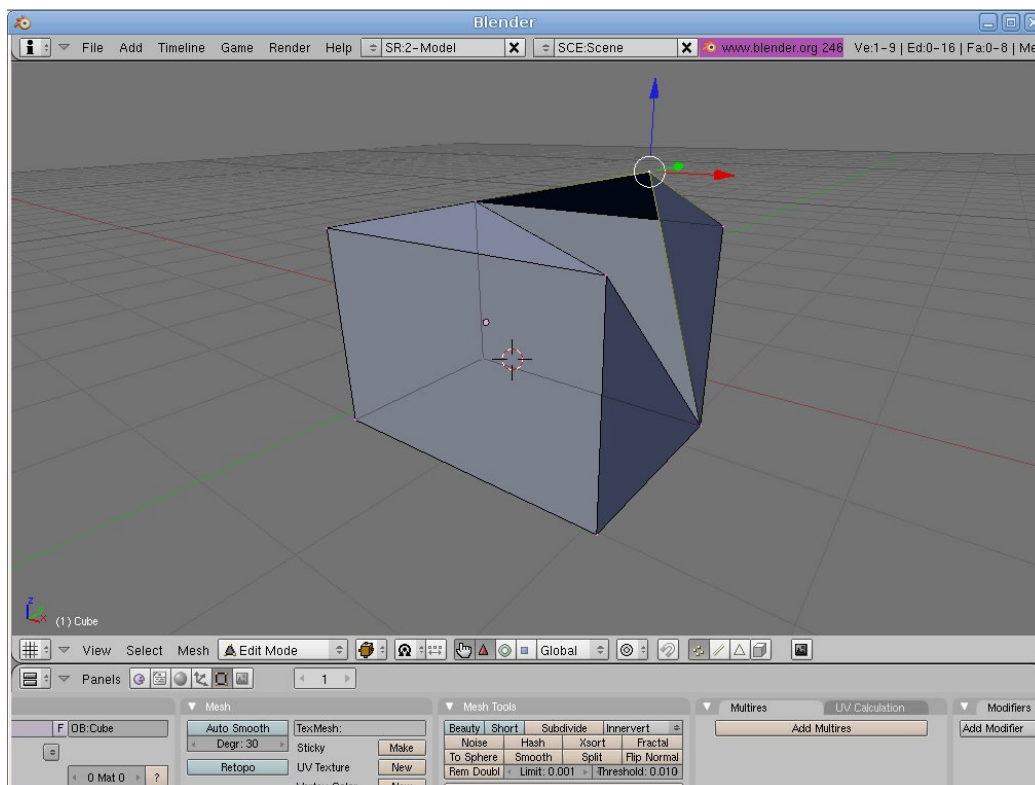 Blender
File Add Timeline Game Render Help SR:2-Model SCE:Scene www.blender.org 246 Ve:1-9 | Ed:0-16 | Fa:0-8 | Me
z
x
(1) Cube
View Select Mesh Edit Mode Global
Panels 1
Mesh Mesh Tools Multires UV Calculation Modifiers
F OB:Cube Auto Smooth TexMesh: Beauty Short Subdivide Innervert Add Multires Add Modifier
Degr: 30 Sticky Make Noise Hash Xsort Fractal
To Sphere Smooth Split Flip Normal
0 Mat 0 ? Retopo UV Texture New Rem Doubl Limit: 0.001 Threshold: 0.010